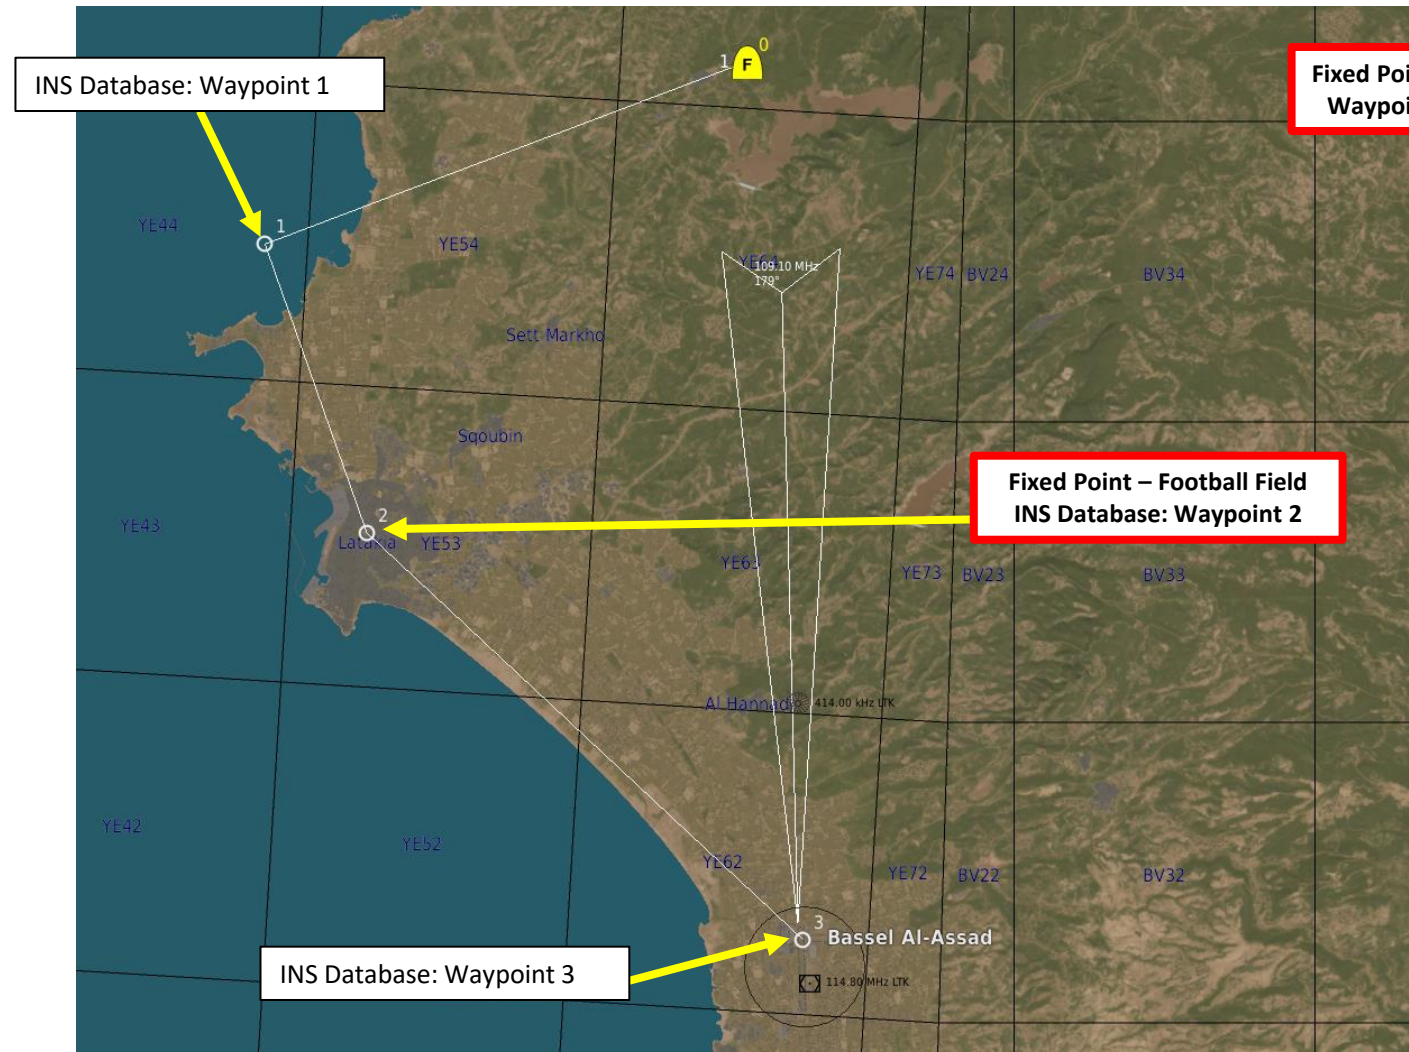 0
1
F
Fixed Poi
Waypoi
INS Database: Waypoint 1
1
YE44
YE54
YE64
109.10 MHz
179°
YE74
BV24
BV34
Sett Markho
Sqoubin
Fixed Point – Football Field
INS Database: Waypoint 2
2
YE43
Latakia
YE53
YE63
YE73
BV23
BV33
Al Hannad
414.00 kHz LTK
YE42
YE52
YE62
YE72
BV22
BV32
3
Bassel Al-Assad
INS Database: Waypoint 3
114.80 MHz LTK